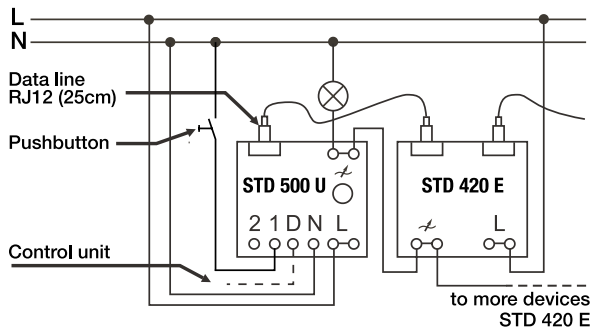 L
N
Data line
RJ12 (25cm)
Pushbutton
STD 500 U
STD 420 E
2 1 D N L
L
Control unit
to more devices
STD 420 E